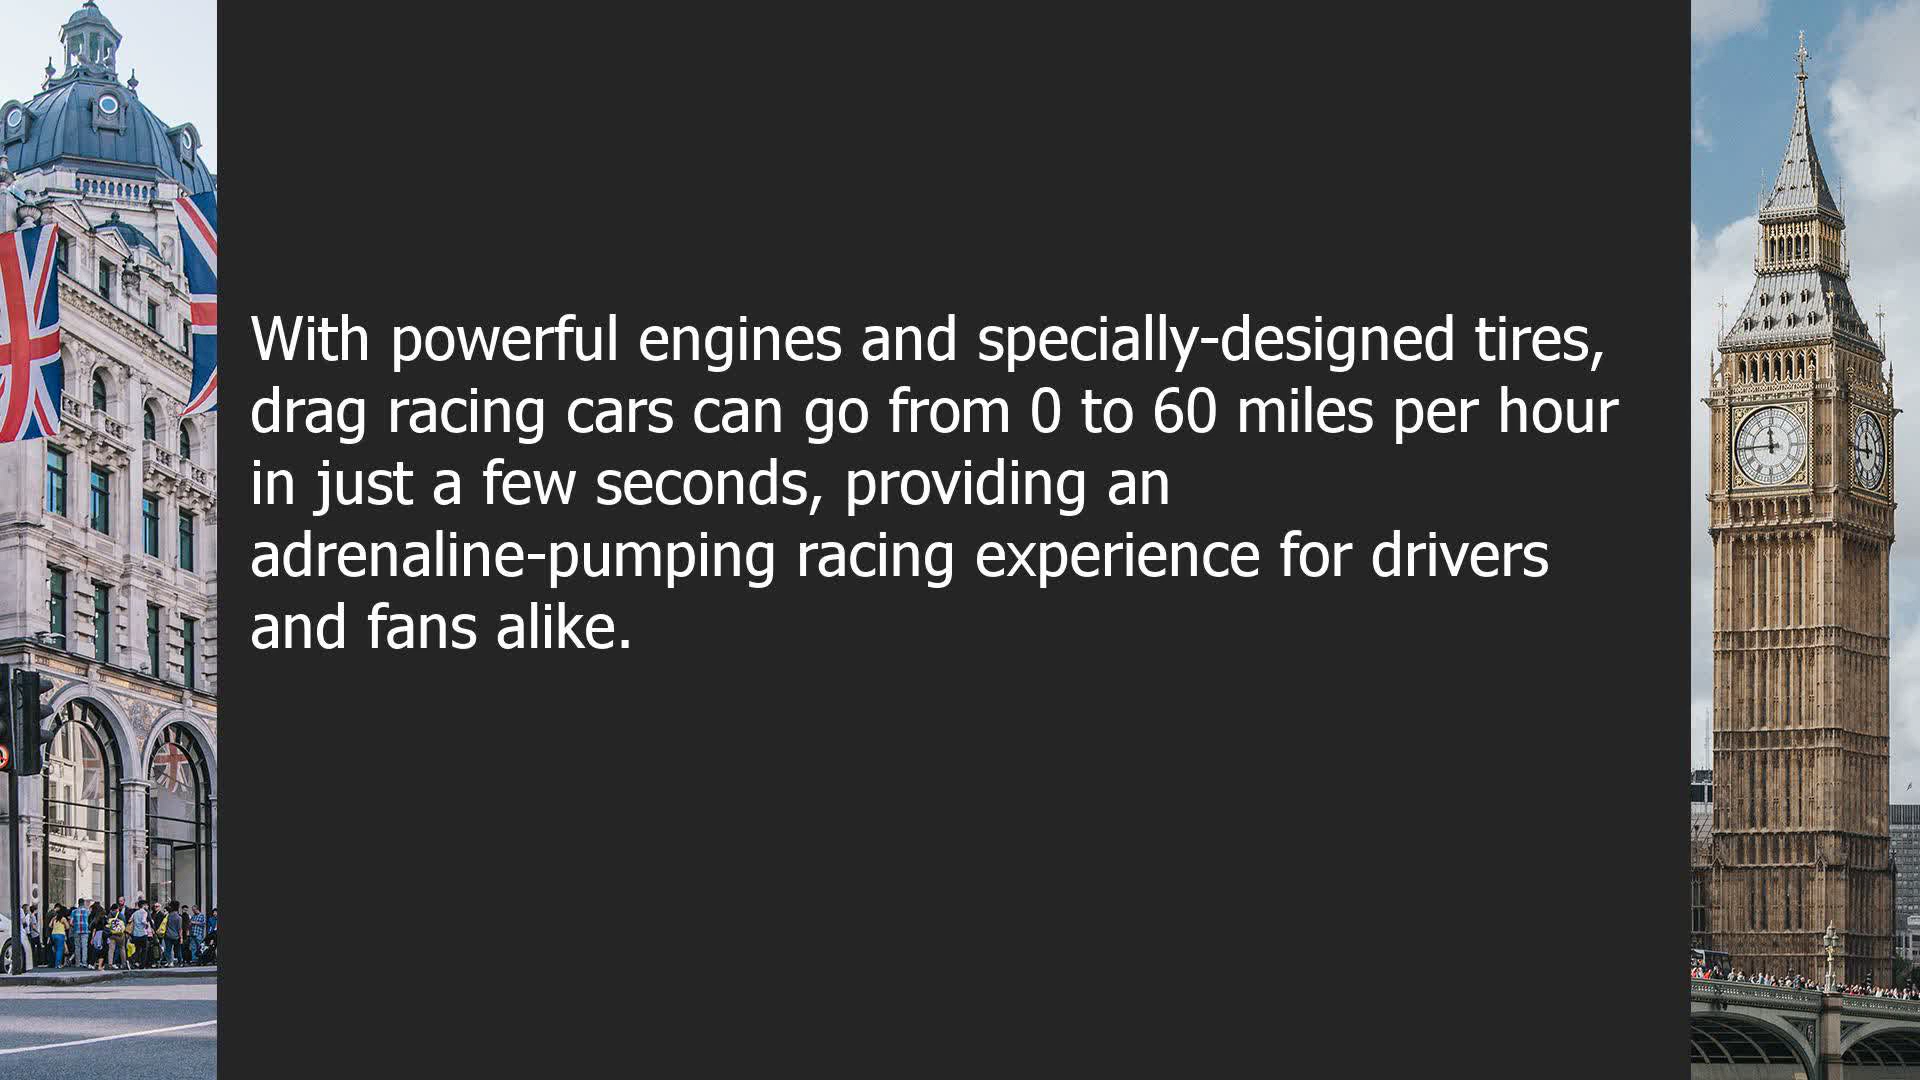 With powerful engines and specially-designed tires,
drag racing cars can go from 0 to 60 miles per hour
in just a few seconds, providing an
adrenaline-pumping racing experience for drivers
and fans alike.